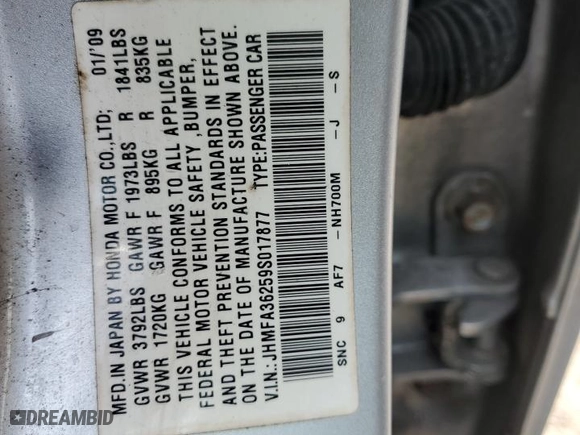 MFD.IN JAPAN BY HONDA MOTOR CO.,LTD; 01/'09
GVWR 3792LBS GAWR F 1973LBS R 1841LBS
GVWR 1720KG GAWR F 895KG R 835KG
THIS VEHICLE CONFORMS TO ALL APPLICABLE
FEDERAL MOTOR VEHICLE SAFETY ,BUMPER,
AND THEFT PREVENTION STANDARDS IN EFFECT
ON THE DATE OF MANUFACTURE SHOWN ABOVE.
V.I.N.: JHMFA36259S017877 TYPE:PASSENGER CAR
SNC 9 AF7 -NH700M -J -S
DREAMBID